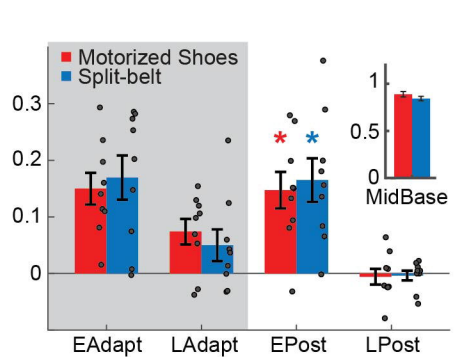 Motorized Shoes
Split-belt
0.3
0.2
0.1
0
* *
1
0.5
0
MidBase
EAdapt LAdapt EPost LPost